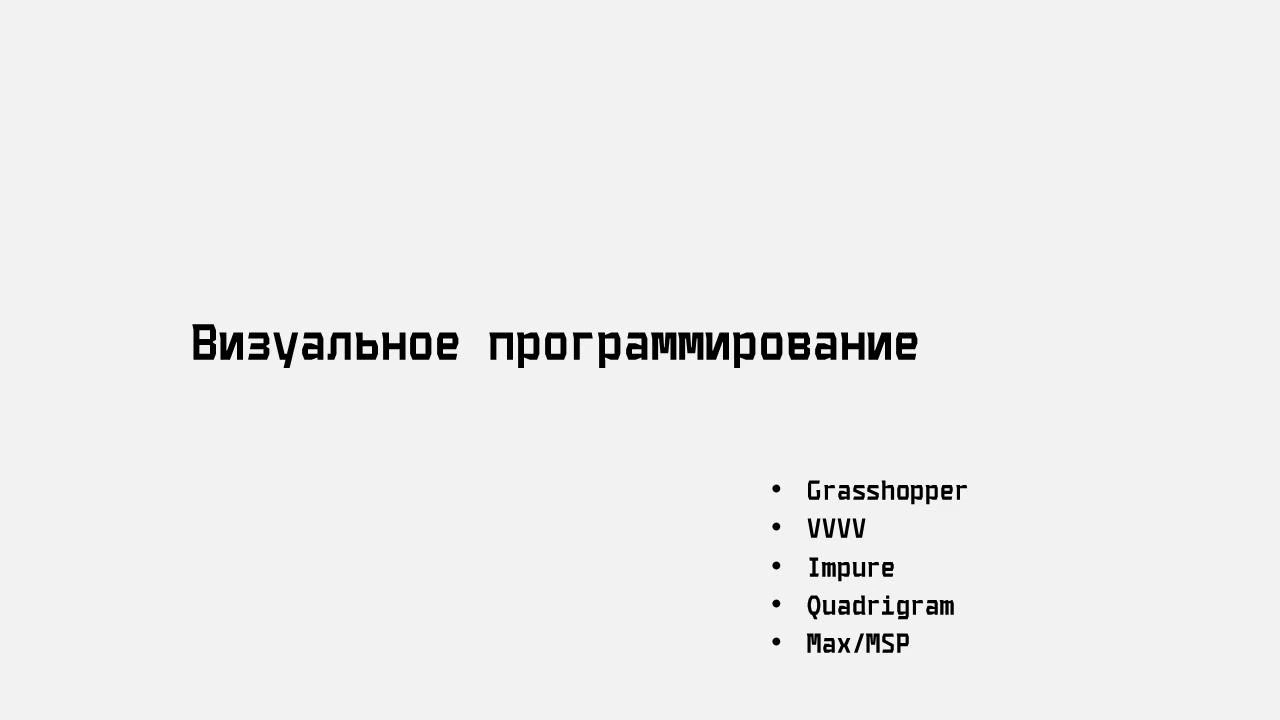 Визуальное программирование
• Grasshopper
• VVVV
• Impure
• Quadrigram
• Max/MSP